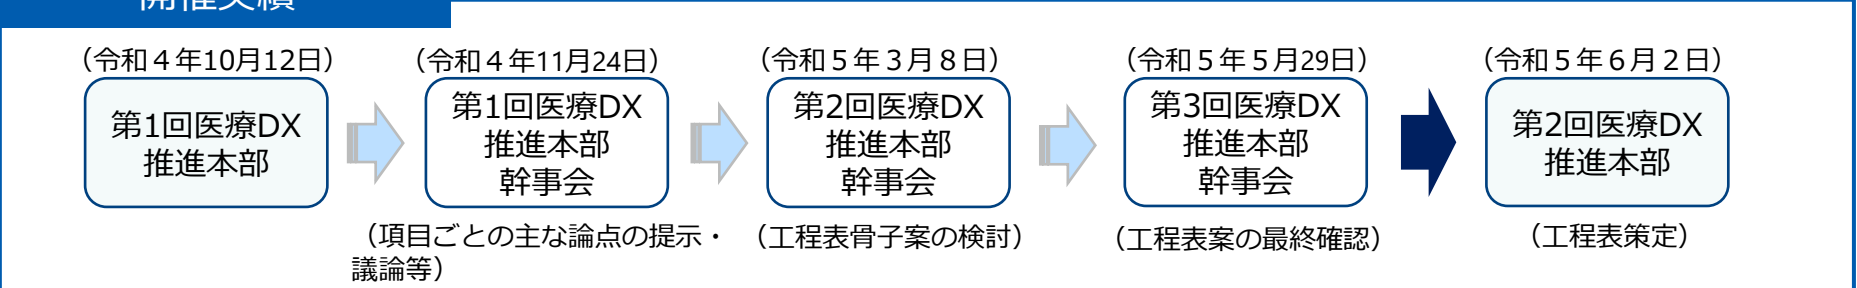 開催実績
（令和４年10月12日）
第1回医療DX
推進本部
（令和４年11月24日）
第1回医療DX
推進本部
幹事会
（項目ごとの主な論点の提示・
議論等）
（令和５年３月８日）
第2回医療DX
推進本部
幹事会
（工程表骨子案の検討）
（令和５年５月29日）
第3回医療DX
推進本部
幹事会
（工程表案の最終確認）
（令和５年６月２日）
第2回医療DX
推進本部
（工程表策定）